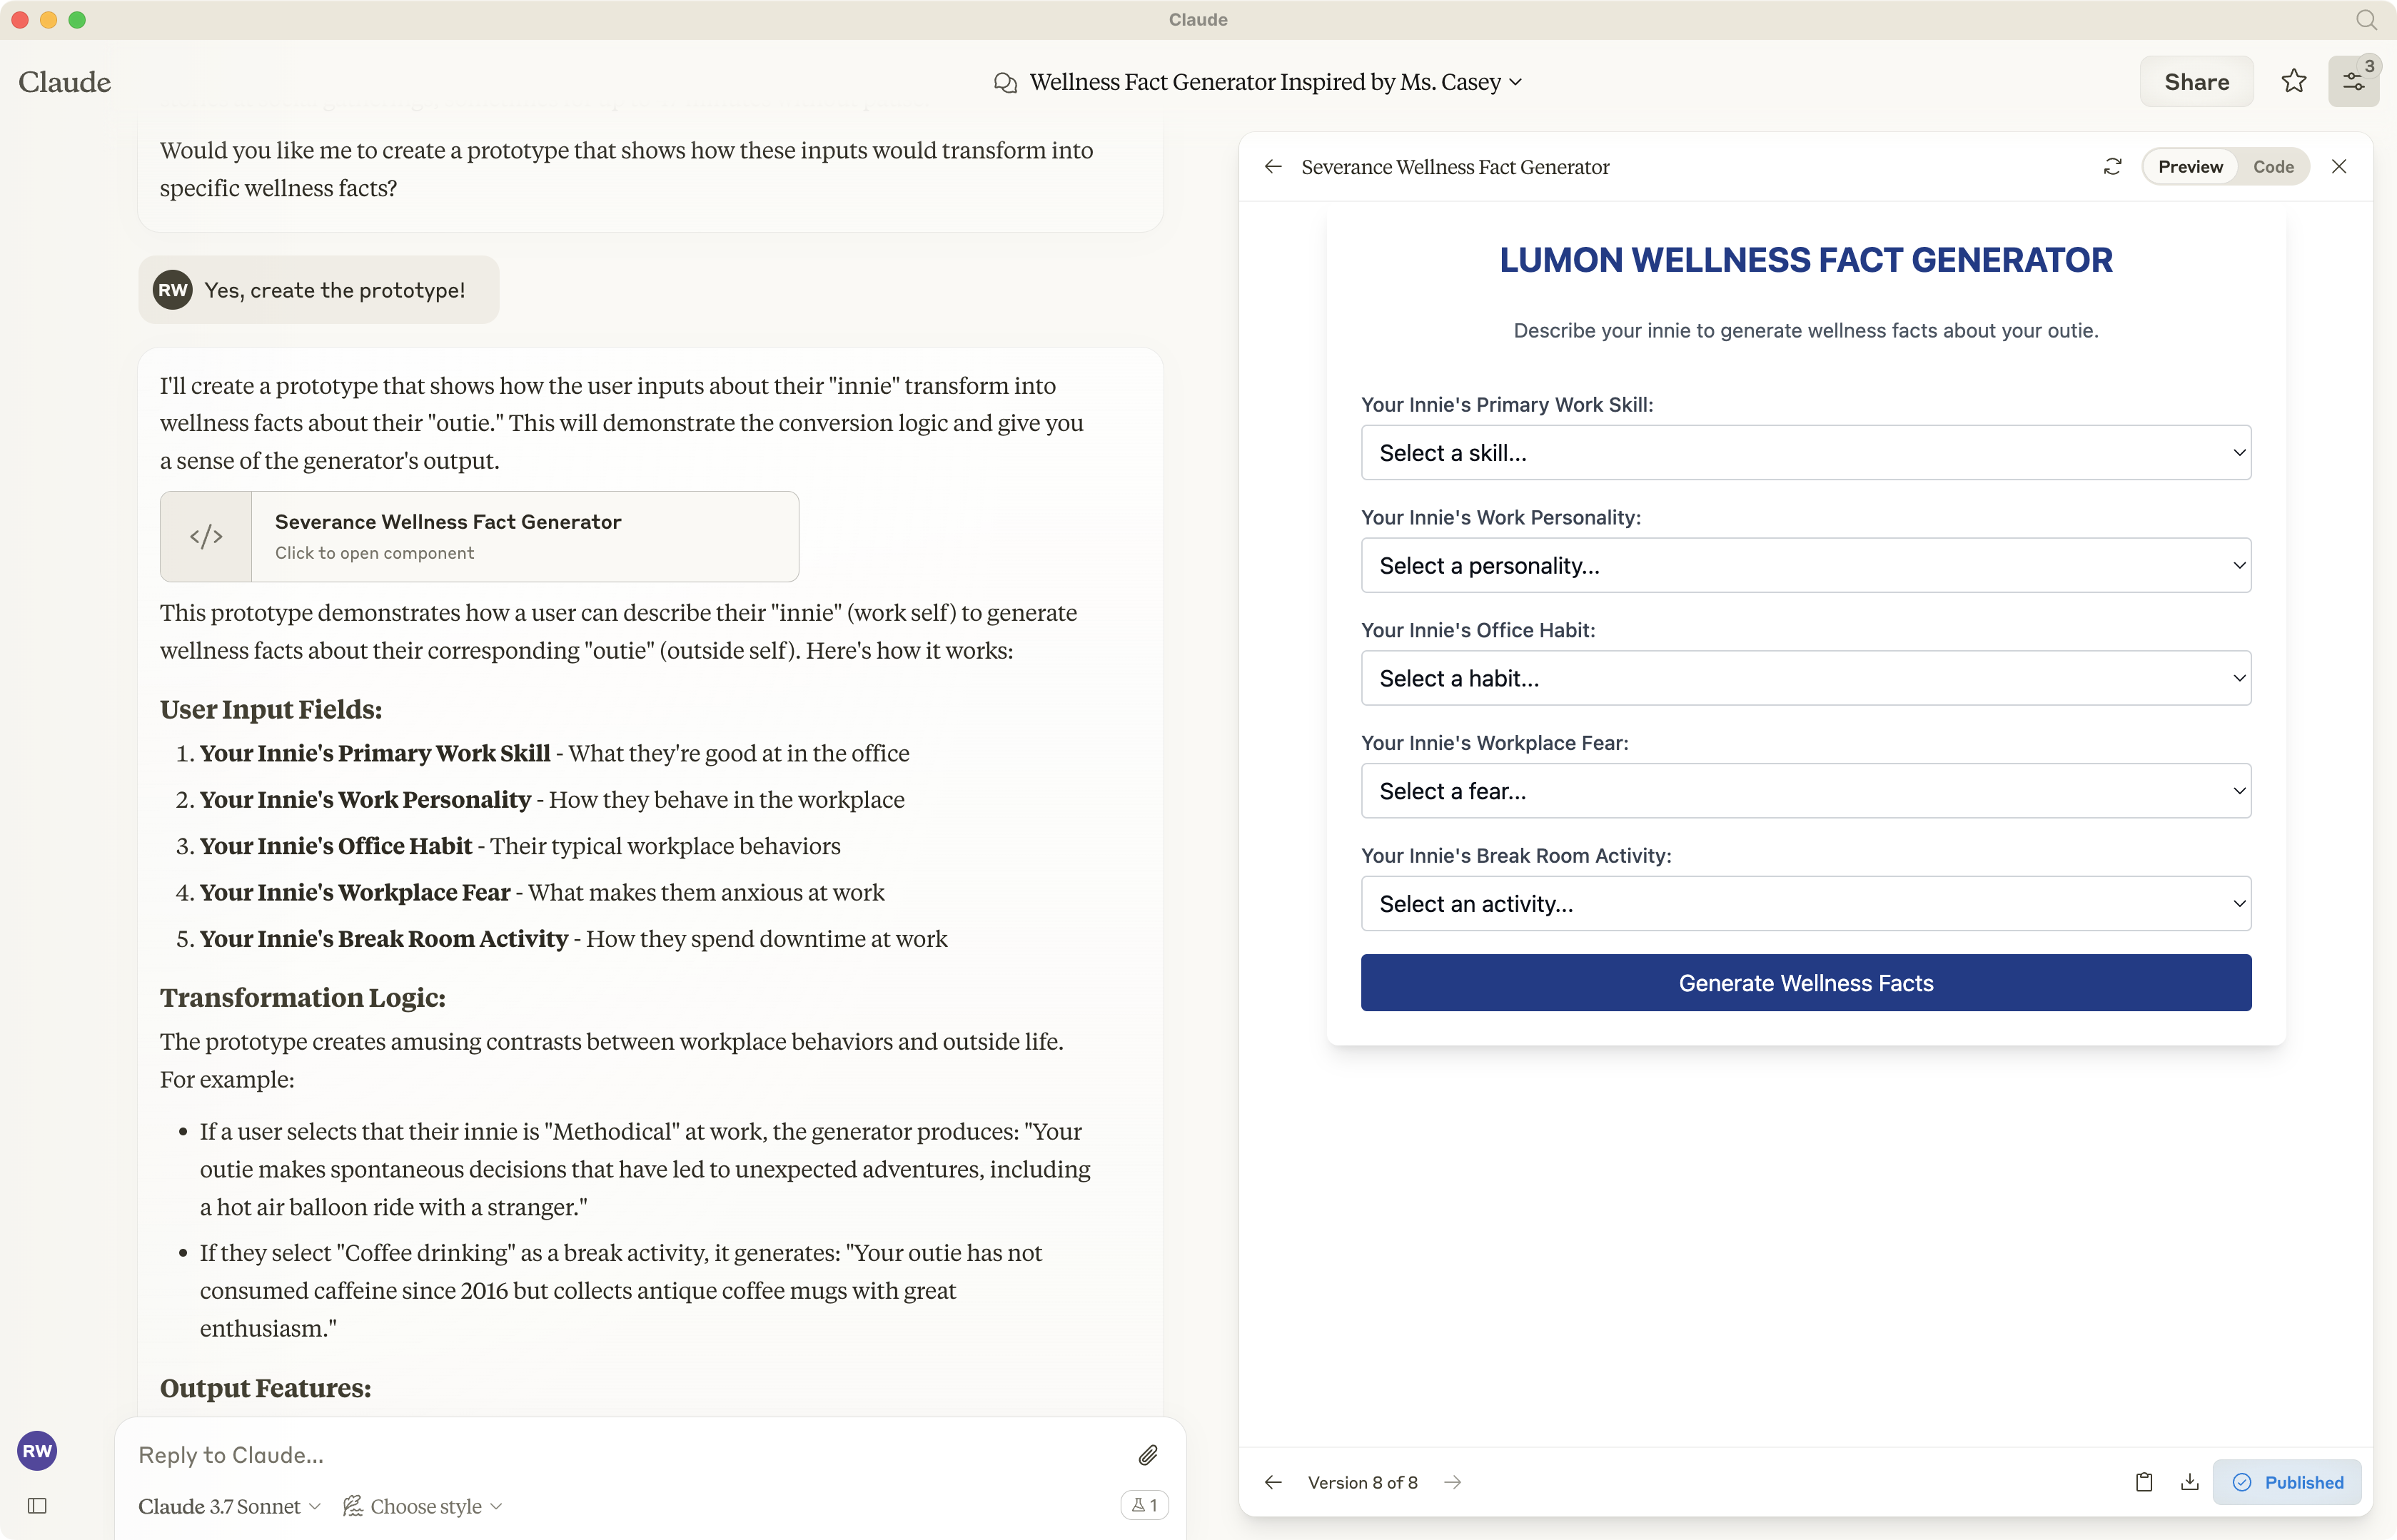 Claude
Claude
Wellness Fact Generator Inspired by Ms. Casey
Share
3
Would you like me to create a prototype that shows how these inputs would transform into
specific wellness facts?
RW
Yes, create the prototype!
I'll create a prototype that shows how the user inputs about their "innie" transform into
wellness facts about their "outie." This will demonstrate the conversion logic and give you
a sense of the generator's output.
</>
Severance Wellness Fact Generator
Click to open component
This prototype demonstrates how a user can describe their "innie" (work self) to generate
wellness facts about their corresponding "outie" (outside self). Here's how it works:
User Input Fields:
1. Your Innie's Primary Work Skill - What they're good at in the office
2. Your Innie's Work Personality - How they behave in the workplace
3. Your Innie's Office Habit - Their typical workplace behaviors
4. Your Innie's Workplace Fear - What makes them anxious at work
5. Your Innie's Break Room Activity - How they spend downtime at work
Transformation Logic:
The prototype creates amusing contrasts between workplace behaviors and outside life.
For example:
• If a user selects that their innie is "Methodical" at work, the generator produces: "Your
outie makes spontaneous decisions that have led to unexpected adventures, including
a hot air balloon ride with a stranger."
• If they select "Coffee drinking" as a break activity, it generates: "Your outie has not
consumed caffeine since 2016 but collects antique coffee mugs with great
enthusiasm."
Output Features:
RW
Reply to Claude...
Claude 3.7 Sonnet
Choose style
1
Severance Wellness Fact Generator
Preview
Code
LUMON WELLNESS FACT GENERATOR
Describe your innie to generate wellness facts about your outie.
Your Innie's Primary Work Skill:
Select a skill...
Your Innie's Work Personality:
Select a personality...
Your Innie's Office Habit:
Select a habit...
Your Innie's Workplace Fear:
Select a fear...
Your Innie's Break Room Activity:
Select an activity...
Generate Wellness Facts
Version 8 of 8
Published